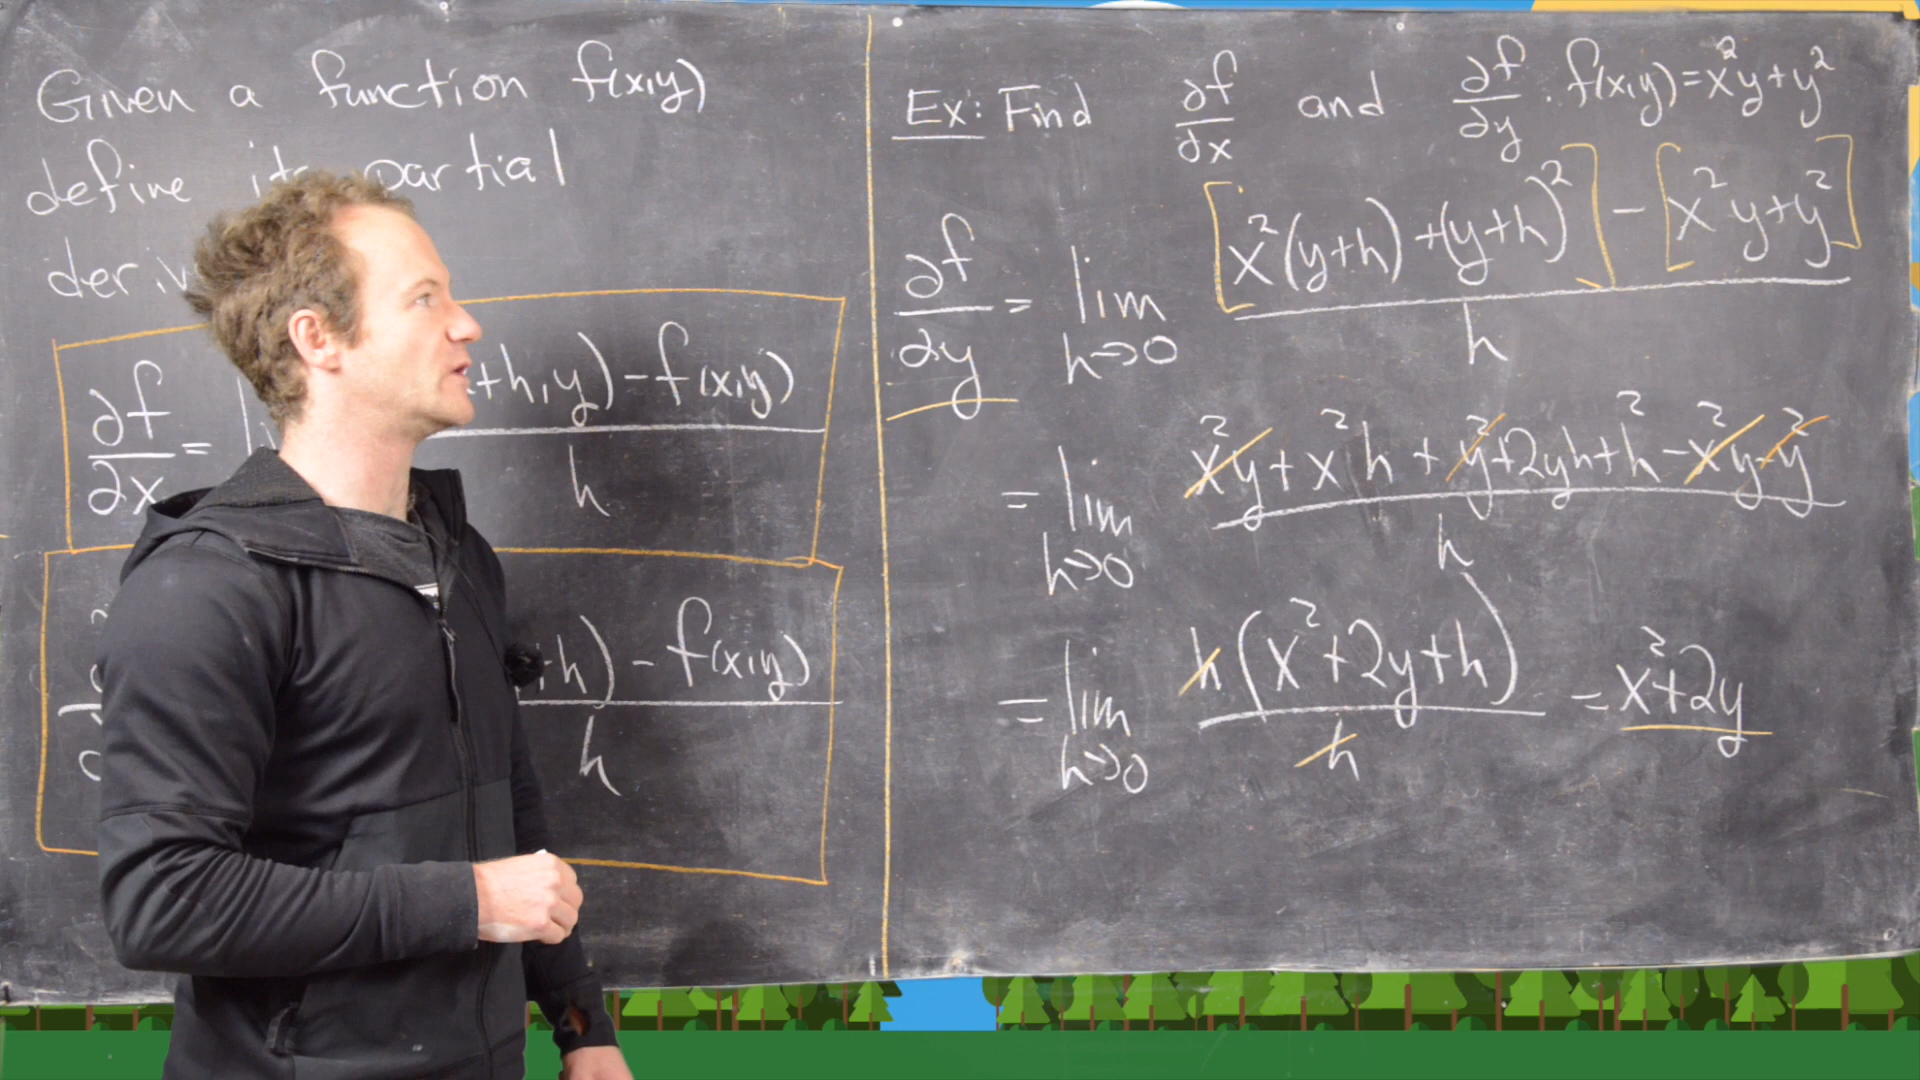 Given a function f(x,y)
define its partial
deriv
∂f/∂x = +h,y) - f(x,y) / h
+h) - f(x,y) / h
Ex: Find ∂f/∂x and ∂f/∂y. f(x,y)=x²y+y²
∂f/∂y = lim h→0 [x²(y+h)+(y+h)²] - [x²y+y²] / h
= lim h→0 x²y+x²h+y²+2yh+h²-x²y-y² / h
= lim h→0 h(x²+2y+h) / h = x²+2y